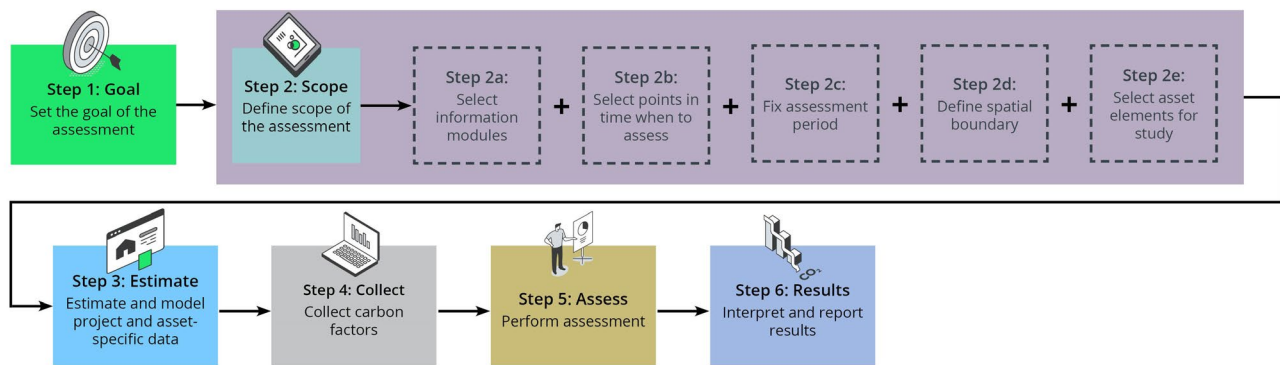 Step 1: Goal
Set the goal of the
assessment
Step 2: Scope
Define scope of
the assessment
Step 2a:
Select
information
modules
+
Step 2b:
Select points in
time when to
assess
+
Step 2c:
Fix assessment
period
+
Step 2d:
Define spatial
boundary
+
Step 2e:
Select asset
elements for
study
Step 3: Estimate
Estimate and model
project and asset-
specific data
Step 4: Collect
Collect carbon
factors
Step 5: Assess
Perform assessment
Step 6: Results
Interpret and report
results